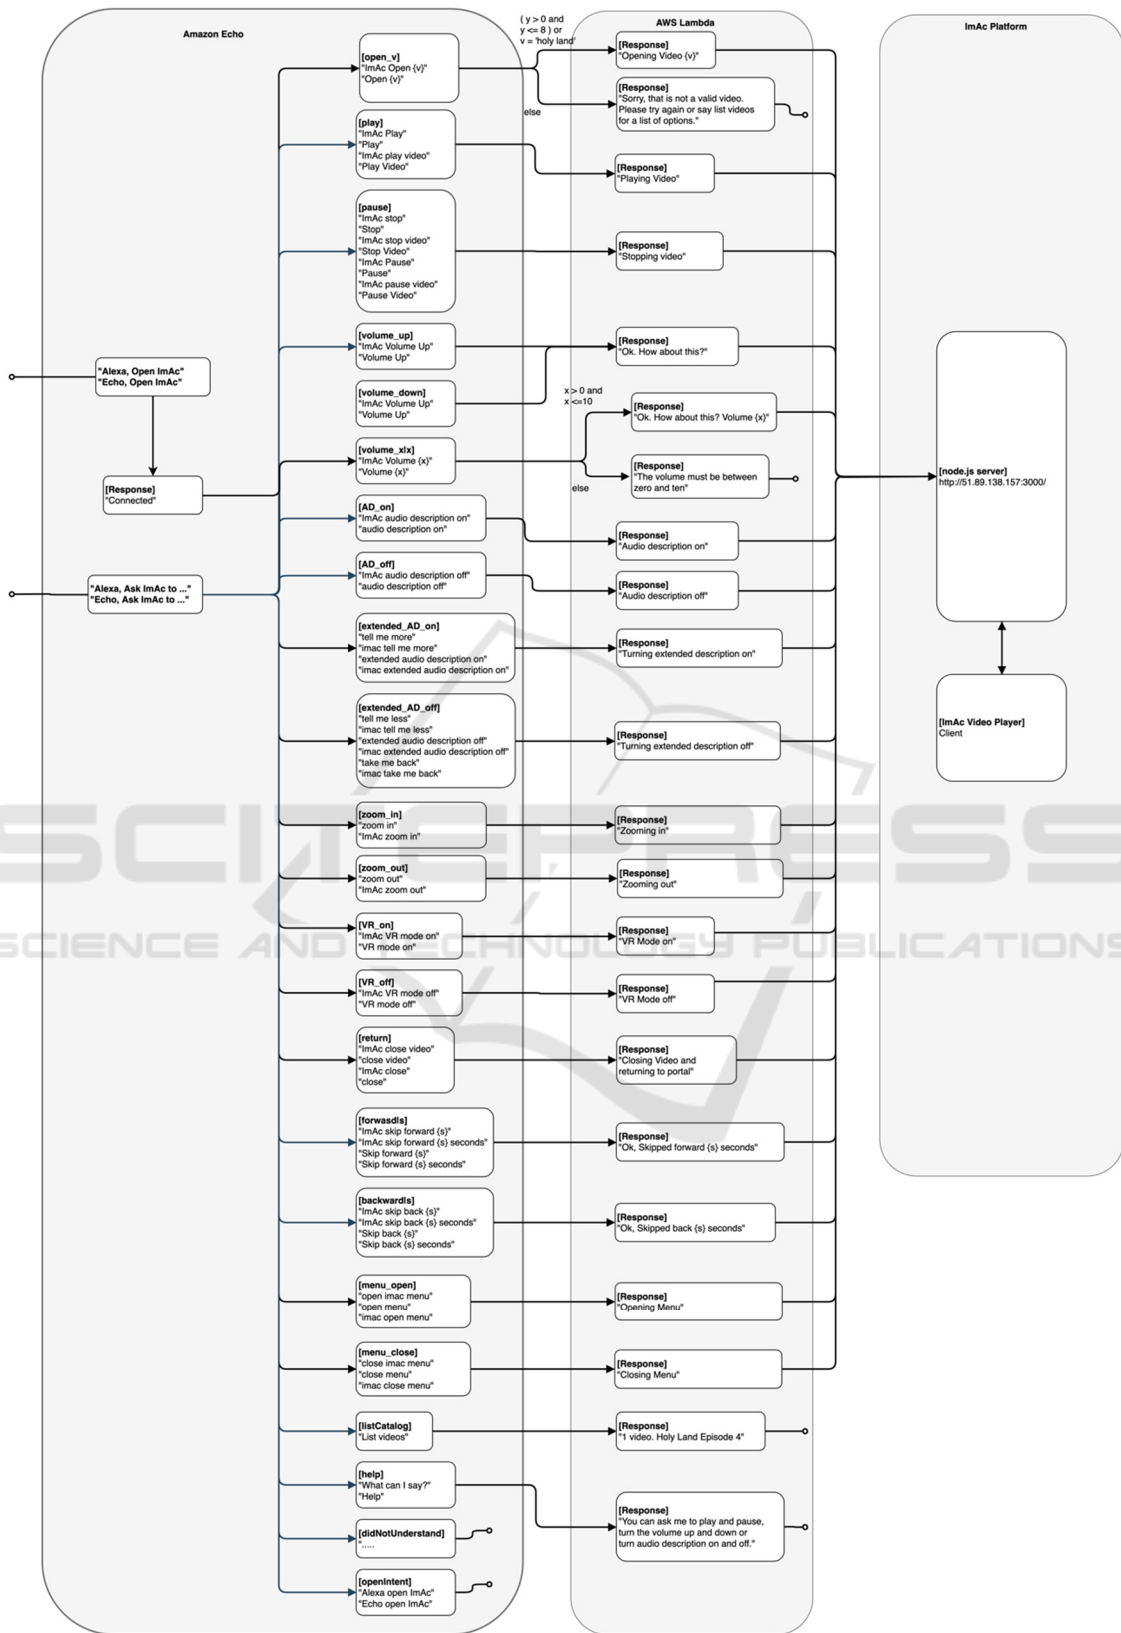 Amazon Echo
AWS Lambda
ImAc Platform
( y > 0 and
y <= 8 ) or
v = 'holy land'
else
[open_v]
"ImAc Open {v}"
"Open {v}"
[Response]
"Opening Video {v}"
[Response]
"Sorry, that is not a valid video.
Please try again or say list videos
for a list of options."
[play]
"ImAc Play"
"Play"
"ImAc play video"
"Play Video"
[Response]
"Playing Video"
[pause]
"ImAc stop"
"Stop"
"ImAc stop video"
"Stop Video"
"ImAc Pause"
"Pause"
"ImAc pause video"
"Pause Video"
[Response]
"Stopping video"
[volume_up]
"ImAc Volume Up"
"Volume Up"
[Response]
"Ok. How about this?"
"Alexa, Open ImAc"
"Echo, Open ImAc"
[volume_down]
"ImAc Volume Up"
"Volume Up"
x > 0 and
x <=10
[Response]
"Ok. How about this? Volume {x}"
[volume_x|x]
"ImAc Volume {x}"
"Volume {x}"
else
[Response]
"The volume must be between
zero and ten"
[Response]
"Connected"
[node.js server]
http://51.89.138.157:3000/
[AD_on]
"ImAc audio description on"
"audio description on"
[Response]
"Audio description on"
[AD_off]
"ImAc audio description off"
"audio description off"
[Response]
"Audio description off"
"Alexa, Ask ImAc to ..."
"Echo, Ask ImAc to ..."
[extended_AD_on]
"tell me more"
"imac tell me more"
"extended audio description on"
"imac extended audio description on"
[Response]
"Turning extended description on"
[extended_AD_off]
"tell me less"
"imac tell me less"
"extended audio description off"
"imac extended audio description off"
"take me back"
"imac take me back"
[Response]
"Turning extended description off"
[ImAc Video Player]
Client
[zoom_in]
"zoom in"
"ImAc zoom in"
[Response]
"Zooming in"
[zoom_out]
"zoom out"
"ImAc zoom out"
[Response]
"Zooming out"
SCITEPRESS
SCIENCE AND TECHNOLOGY PUBLICATIONS
[VR_on]
"ImAc VR mode on"
"VR mode on"
[Response]
"VR Mode on"
[VR_off]
"ImAc VR mode off"
"VR mode off"
[Response]
"VR Mode off"
[return]
"ImAc close video"
"close video"
"ImAc close"
"close"
[Response]
"Closing Video and
returning to portal"
[forwasd|s]
"ImAc skip forward {s}"
"ImAc skip forward {s} seconds"
"Skip forward {s}"
"Skip forward {s} seconds"
[Response]
"Ok, Skipped forward {s} seconds"
[backward|s]
"ImAc skip back {s}"
"ImAc skip back {s} seconds"
"Skip back {s}"
"Skip back {s} seconds"
[Response]
"Ok, Skipped back {s} seconds"
[menu_open]
"open imac menu"
"open menu"
"imac open menu"
[Response]
"Opening Menu"
[menu_close]
"close imac menu"
"close menu"
"imac close menu"
[Response]
"Closing Menu"
[listCatalog]
"List videos"
[Response]
"1 video. Holy Land Episode 4"
[help]
"What can I say?"
"Help"
[Response]
"You can ask me to play and pause,
turn the volume up and down or
turn audio description on and off."
[didNotUnderstand]
".....
[openIntent]
"Alexa open ImAc"
"Echo open ImAc"